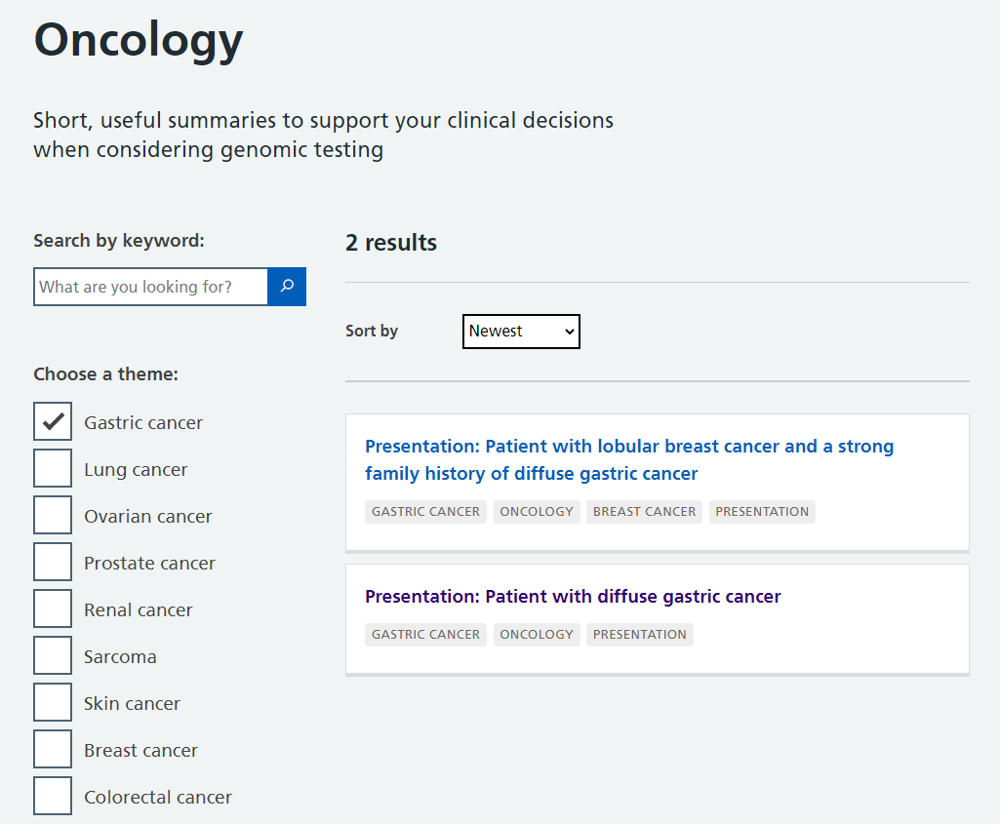 Oncology
Short, useful summaries to support your clinical decisions
when considering genomic testing
Search by keyword:
What are you looking for?
Choose a theme:
Gastric cancer
Lung cancer
Ovarian cancer
Prostate cancer
Renal cancer
Sarcoma
Skin cancer
Breast cancer
Colorectal cancer
2 results
Sort by
Newest
Presentation: Patient with lobular breast cancer and a strong
family history of diffuse gastric cancer
GASTRIC CANCER ONCOLOGY BREAST CANCER PRESENTATION
Presentation: Patient with diffuse gastric cancer
GASTRIC CANCER ONCOLOGY PRESENTATION